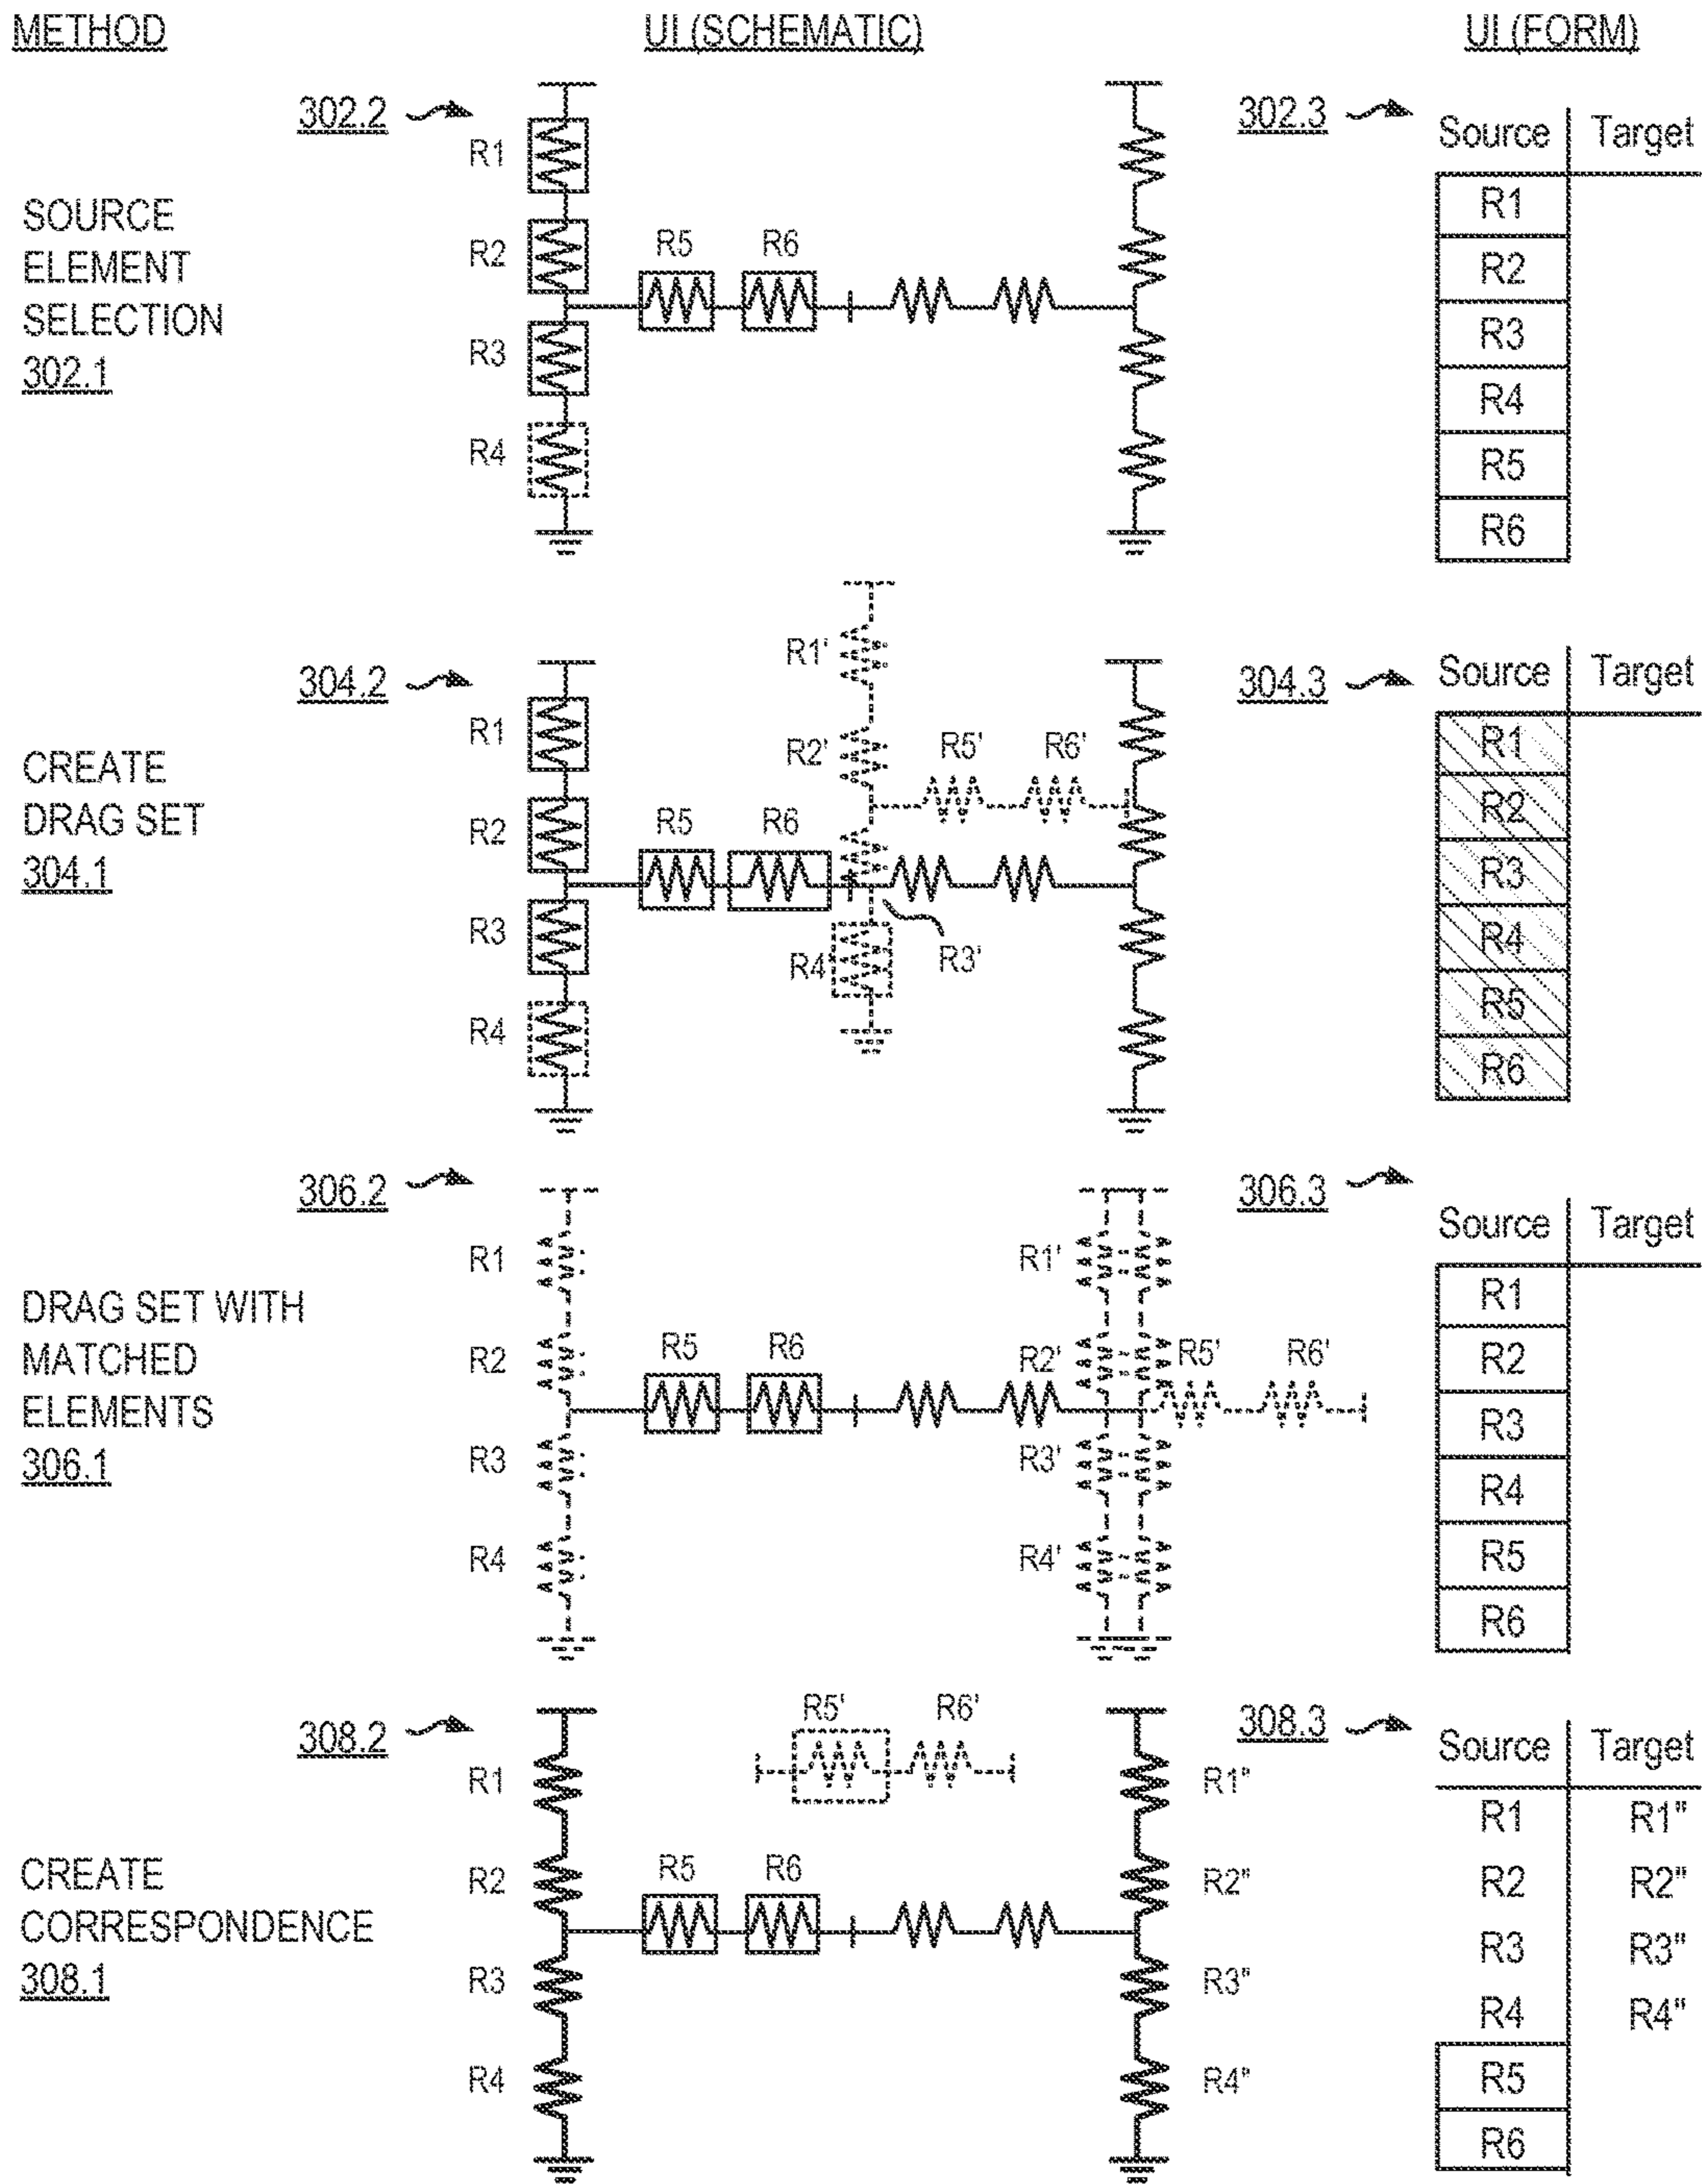 METHOD UI (SCHEMATIC) UI (FORM)
302.2 302.3
Source Target
R1
R1
SOURCE
ELEMENT
SELECTION
302.1
R2 R5 R6
R2
R3
R3
R4
R4
R5
R6
304.2 304.3
R1'
Source Target
R1
R1
CREATE
DRAG SET
304.1
R2' R5' R6'
R2
R2 R5 R6
R3
R3
R4 R3'
R4
R4
R5
R6
306.2 306.3
Source Target
R1 R1'
R1
DRAG SET WITH
MATCHED
ELEMENTS
306.1
R2 R5 R6 R2' R5' R6'
R2
R3 R3'
R3
R4
R4 R4'
R5
R6
308.2 308.3
R5' R6'
Source Target
R1 R1"
R1 R1"
CREATE
CORRESPONDENCE
308.1
R2 R5 R6 R2"
R2 R2"
R3 R3"
R3 R3"
R4 R4"
R4 R4"
R5
R6